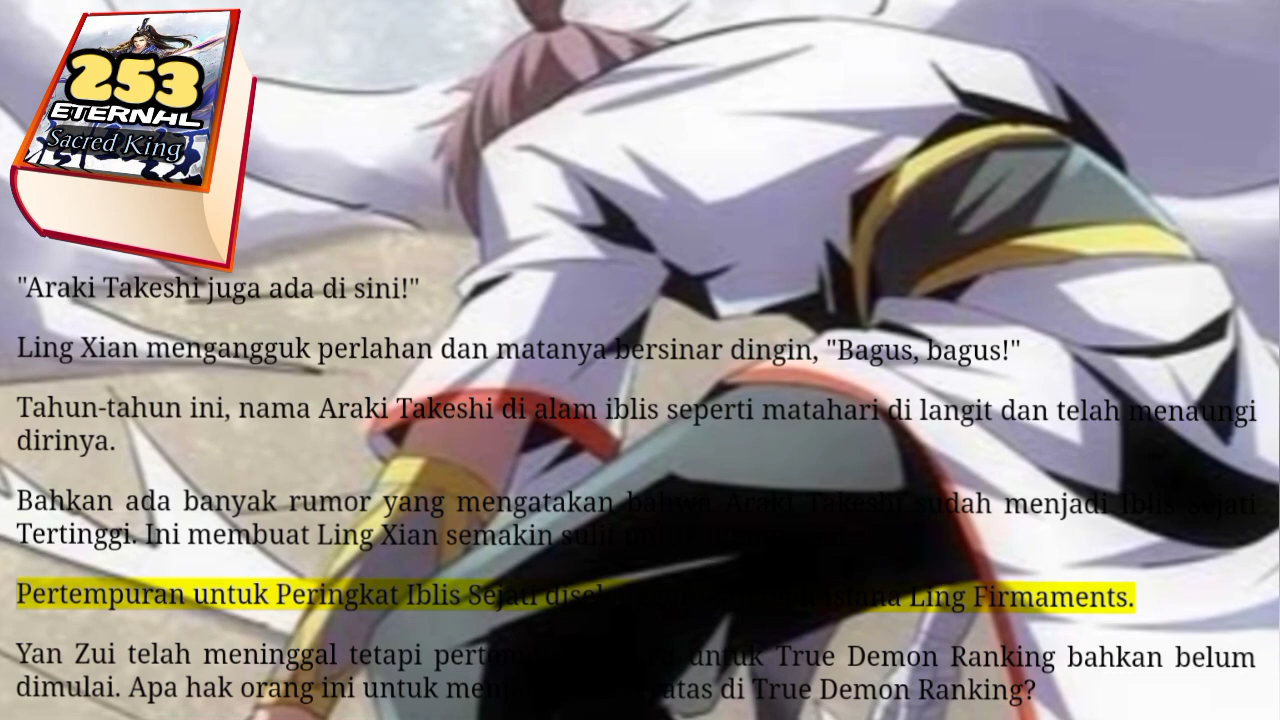 253
ETERNAL
Sacred King
"Araki Takeshi juga ada di sini!"
Ling Xian mengangguk perlahan dan matanya bersinar dingin, "Bagus, bagus!"
Tahun-tahun ini, nama Araki Takeshi di alam iblis seperti matahari di langit dan telah menaungi
dirinya.
Bahkan ada banyak rumor yang mengatakan bahwa Araki Takeshi sudah menjadi Iblis Sejati
Tertinggi. Ini membuat Ling Xian semakin sulit
Pertempuran untuk Peringkat Iblis Sejati Istana Ling Firmaments.
Yan Zui telah meninggal tetapi untuk True Demon Ranking bahkan belum
dimulai. Apa hak orang ini untuk di True Demon Ranking?